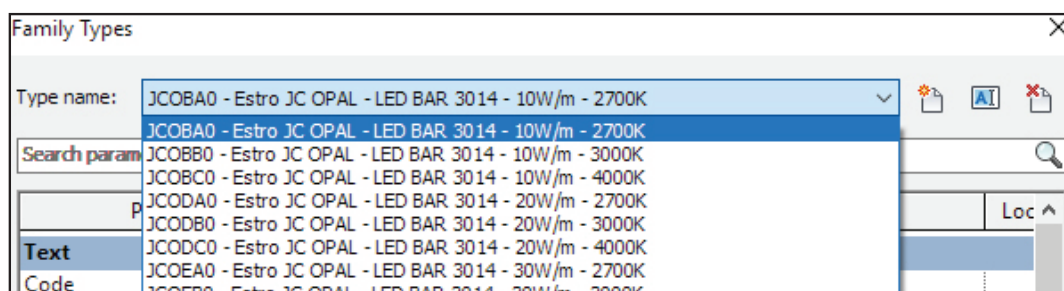 Family Types
Type name: JCOBA0 - Estro JC OPAL - LED BAR 3014 - 10W/m - 2700K
JCOBA0 - Estro JC OPAL - LED BAR 3014 - 10W/m - 2700K
Search param JCOBB0 - Estro JC OPAL - LED BAR 3014 - 10W/m - 3000K
JCOBC0 - Estro JC OPAL - LED BAR 3014 - 10W/m - 4000K
P JCODA0 - Estro JC OPAL - LED BAR 3014 - 20W/m - 2700K Loc
JCODB0 - Estro JC OPAL - LED BAR 3014 - 20W/m - 3000K
Text JCODC0 - Estro JC OPAL - LED BAR 3014 - 20W/m - 4000K
JCOEA0 - Estro JC OPAL - LED BAR 3014 - 30W/m - 2700K
Code